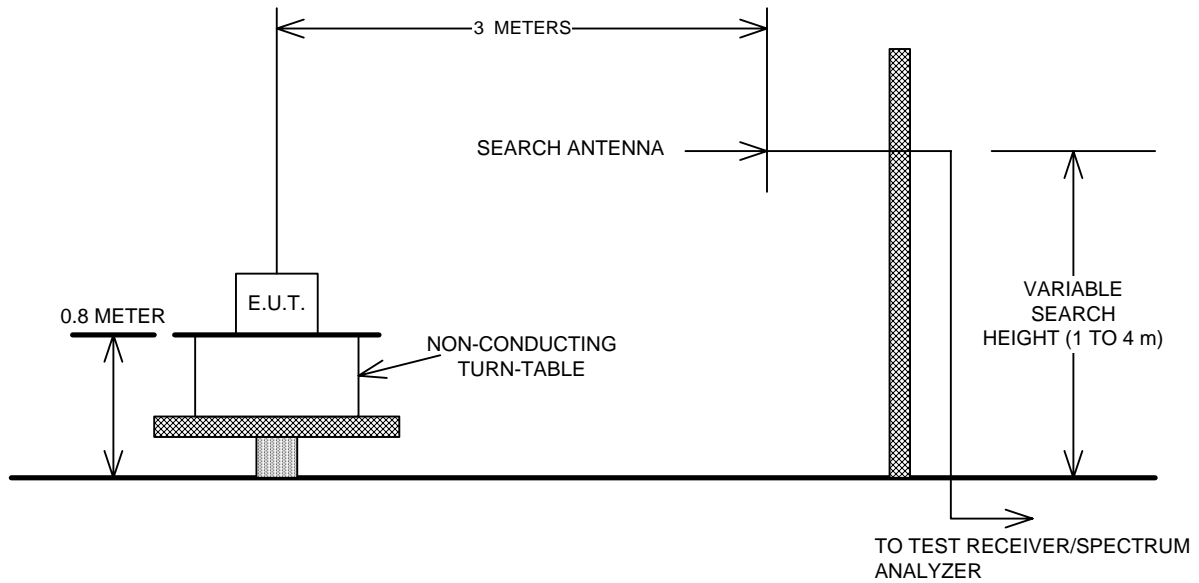 3 METERS
SEARCH ANTENNA
E.U.T.
0.8 METER
NON-CONDUCTING
TURN-TABLE
VARIABLE
SEARCH
HEIGHT (1 TO 4 m)
TO TEST RECEIVER/SPECTRUM
ANALYZER